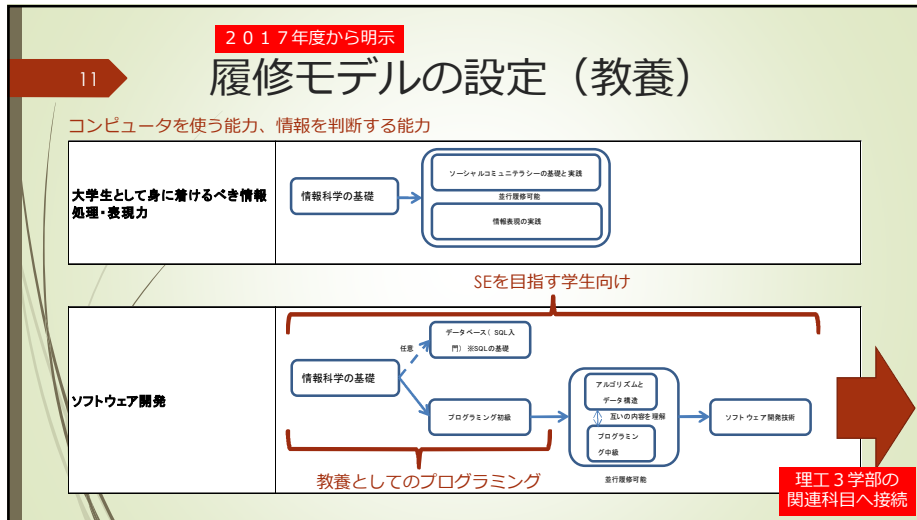 ２０１７年度から明示
11
履修モデルの設定（教養）
コンピュータを使う能力、情報を判断する能力
大学生として身に着けるべき情報
処理・表現力
情報科学の基礎
ソーシャルコミュニテラシーの基礎と実践
並行履修可能
情報表現の実践
SEを目指す学生向け
ソフトウェア開発
情報科学の基礎
任意
データベース（ SQL入
門） ※SQLの基礎
プログラミング初級
アルゴリズムと
データ構造
互いの内容を理解
プログラミン
グ中級
並行履修可能
ソフトウェア開発技術
教養としてのプログラミング
理工３学部の
関連科目へ接続